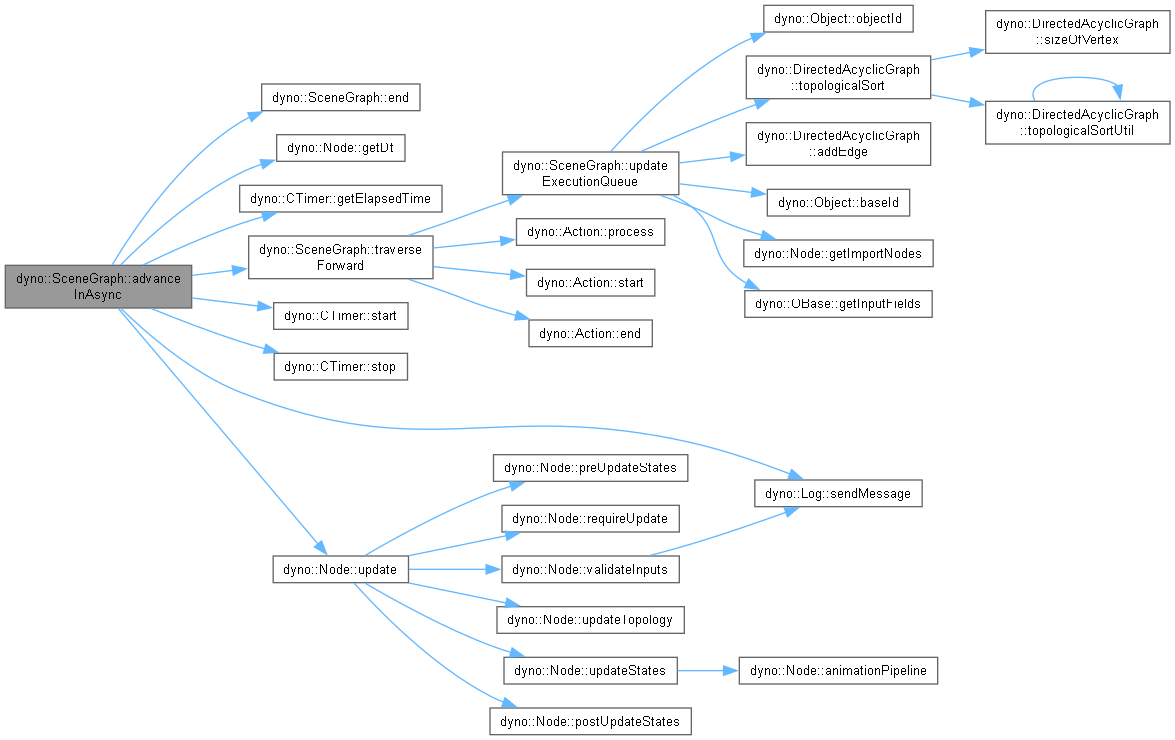 dyno::SceneGraph::advance
InAsync
dyno::SceneGraph::end
dyno::Node::getDt
dyno::CTimer::getElapsedTime
dyno::SceneGraph::traverse
Forward
dyno::CTimer::start
dyno::CTimer::stop
dyno::Node::update
dyno::SceneGraph::update
ExecutionQueue
dyno::Action::process
dyno::Action::start
dyno::Action::end
dyno::Node::preUpdateStates
dyno::Node::requireUpdate
dyno::Node::validateInputs
dyno::Node::updateTopology
dyno::Node::updateStates
dyno::Node::postUpdateStates
dyno::Object::objectId
dyno::DirectedAcyclicGraph
::topologicalSort
dyno::DirectedAcyclicGraph
::addEdge
dyno::Object::baseId
dyno::Node::getImportNodes
dyno::OBase::getInputFields
dyno::Log::sendMessage
dyno::Node::animationPipeline
dyno::DirectedAcyclicGraph
::sizeOfVertex
dyno::DirectedAcyclicGraph
::topologicalSortUtil